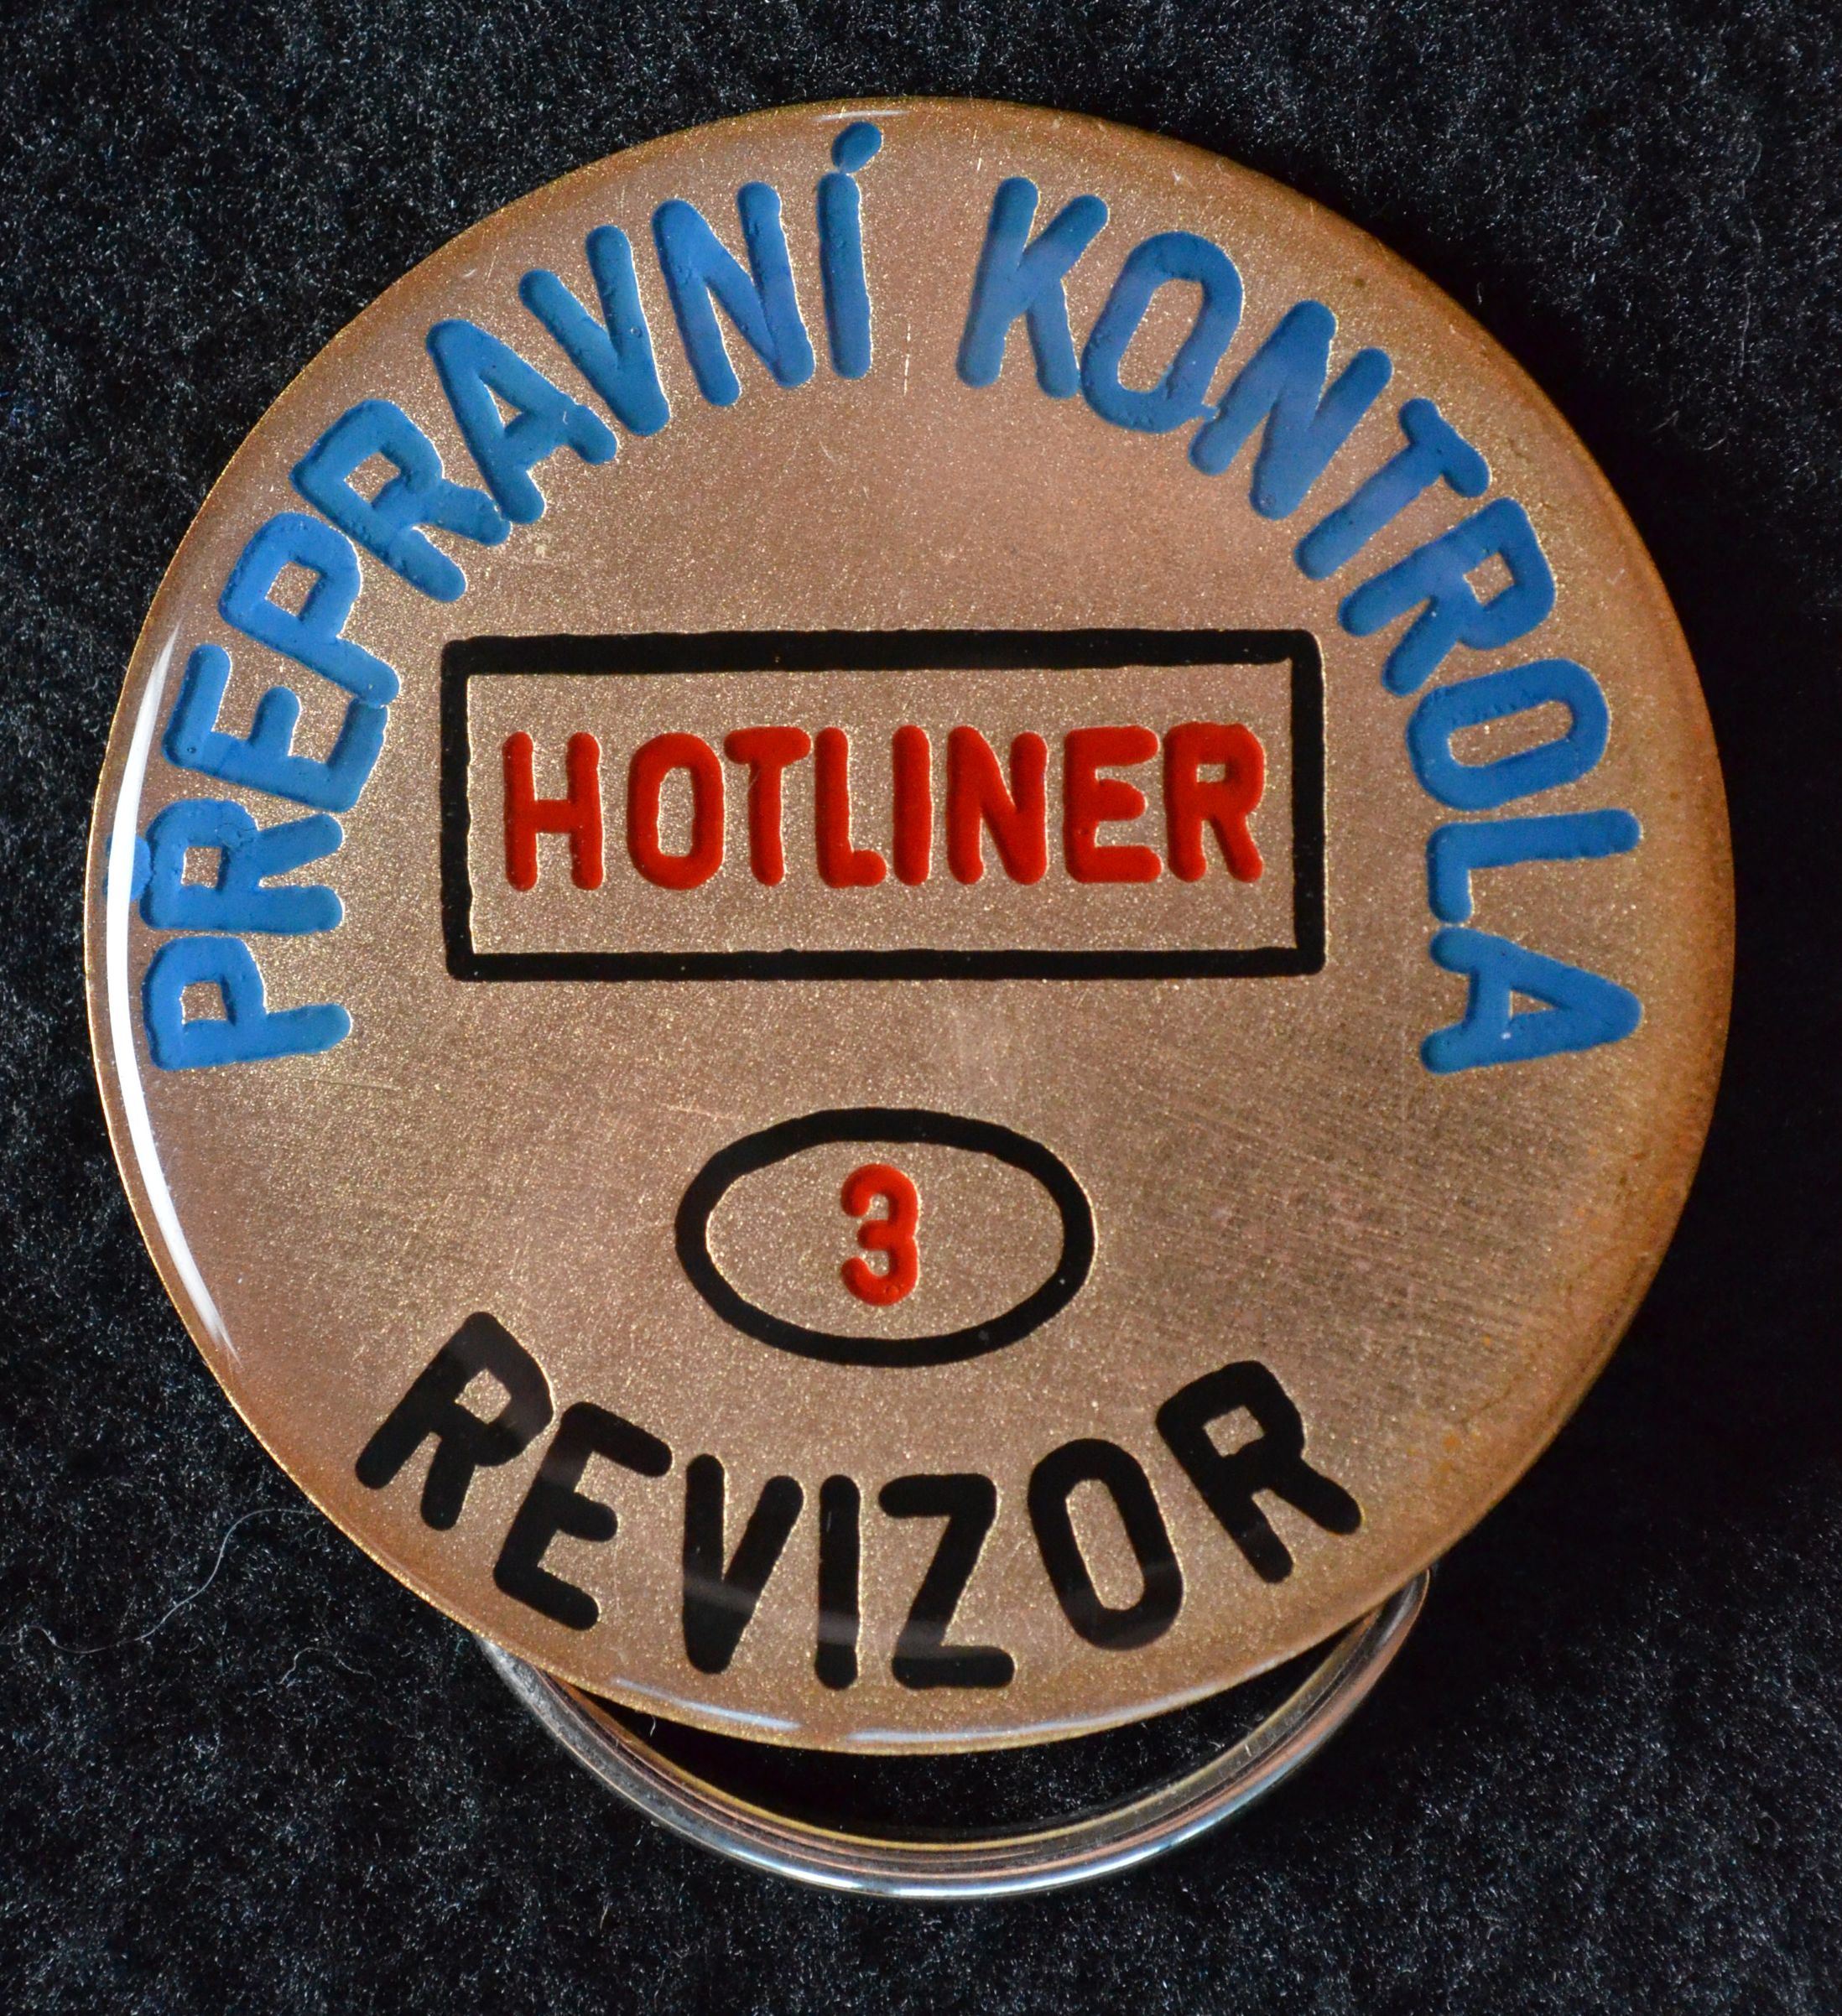 PŘEPRAVNÍ KONTROLA
HOTLINER
3
REVIZOR